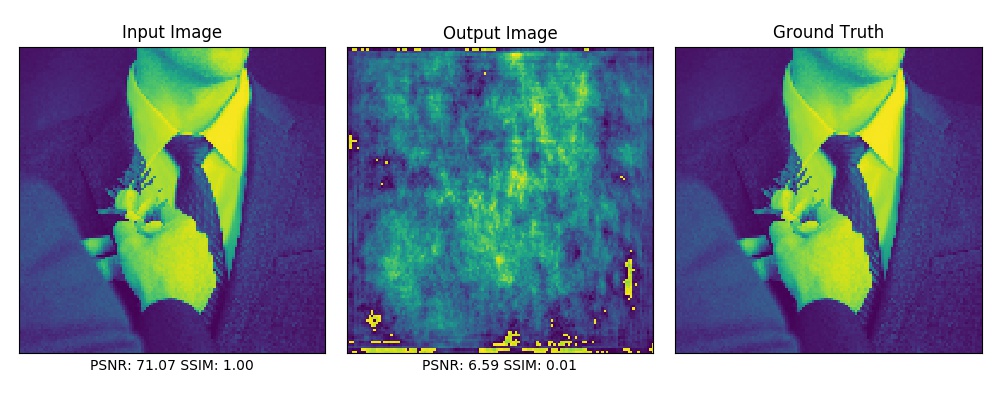 Input Image
Output Image
Ground Truth
PSNR: 71.07 SSIM: 1.00
PSNR: 6.59 SSIM: 0.01